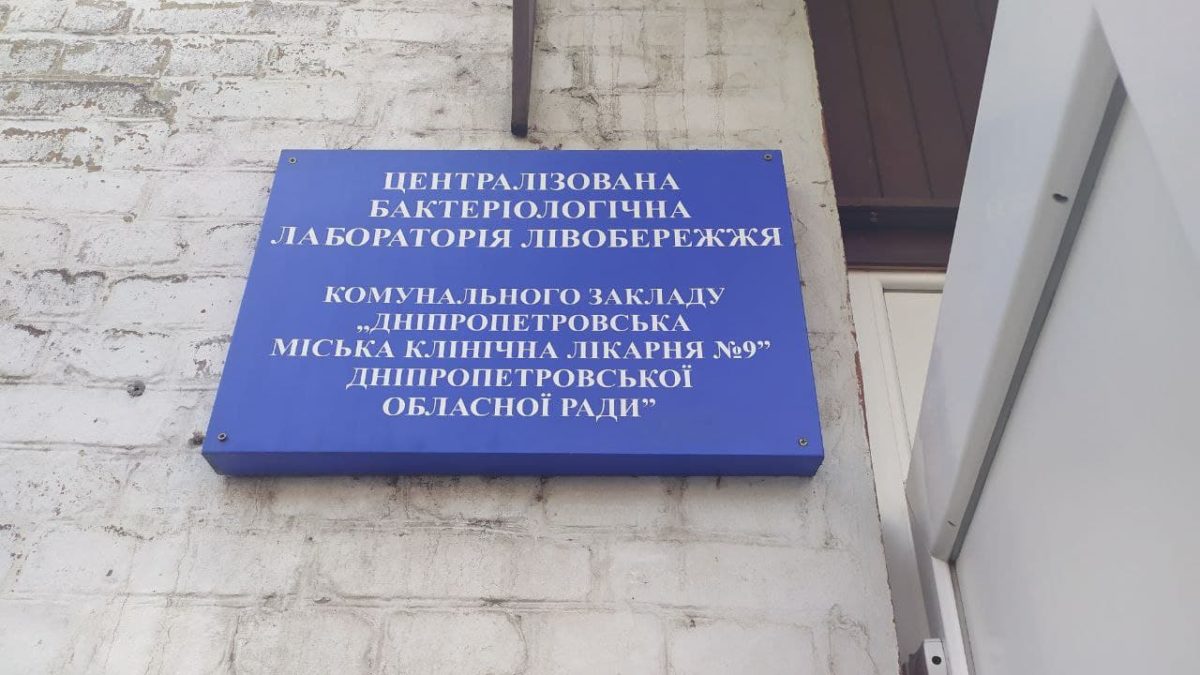 ЦЕНТРАЛІЗОВАНА
БАКТЕРІОЛОГІЧНА
ЛАБОРАТОРІЯ ЛІВОБЕРЕЖЖЯ
КОМУНАЛЬНОГО ЗАКЛАДУ
„ДНІПРОПЕТРОВСЬКА
МІСЬКА КЛІНІЧНА ЛІКАРНЯ №9”
ДНІПРОПЕТРОВСЬКОЇ
ОБЛАСНОЇ РАДИ”